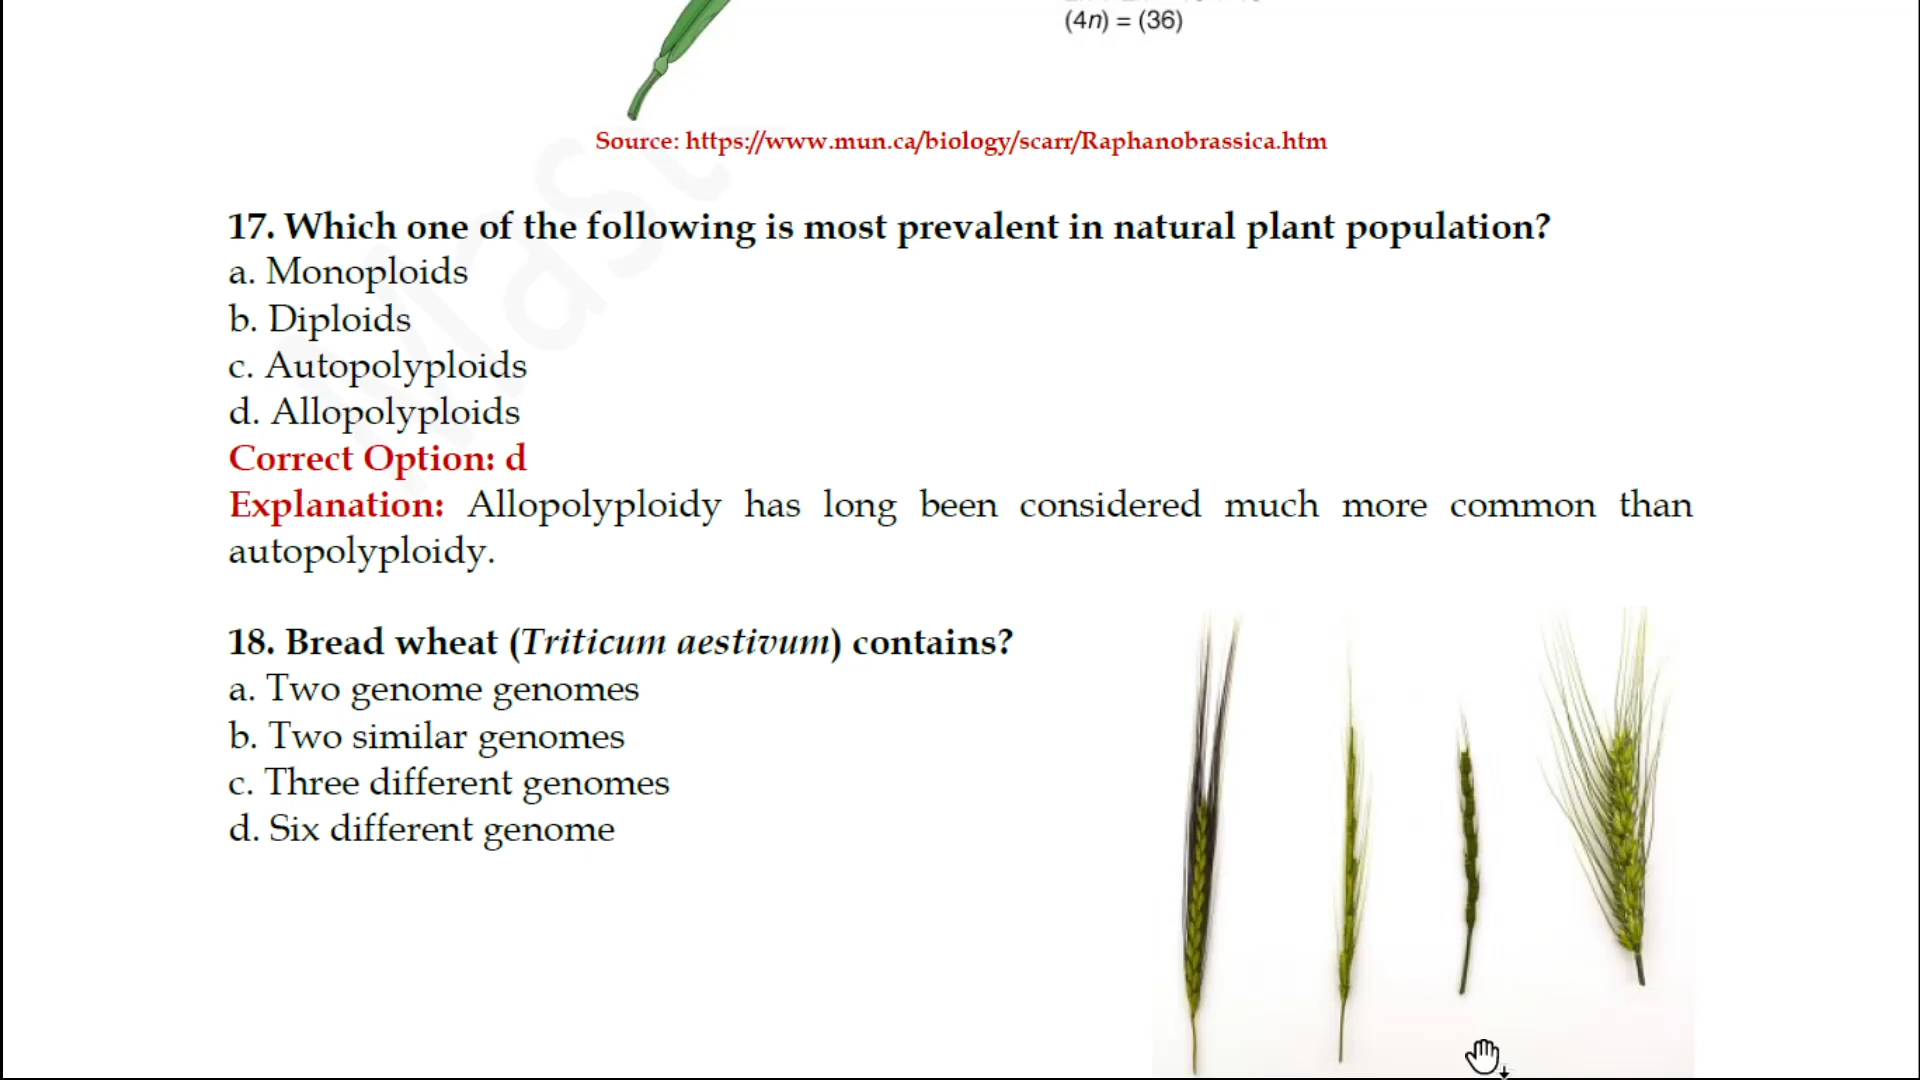 (4n) = (36)
Source: https://www.mun.ca/biology/scarr/Raphanobrassica.htm
17. Which one of the following is most prevalent in natural plant population?
a. Monoploids
b. Diploids
c. Autopolyploids
d. Allopolyploids
Correct Option: d
Explanation: Allopolyploidy has long been considered much more common than
autopolyploidy.
18. Bread wheat (Triticum aestivum) contains?
a. Two genome genomes
b. Two similar genomes
c. Three different genomes
d. Six different genome